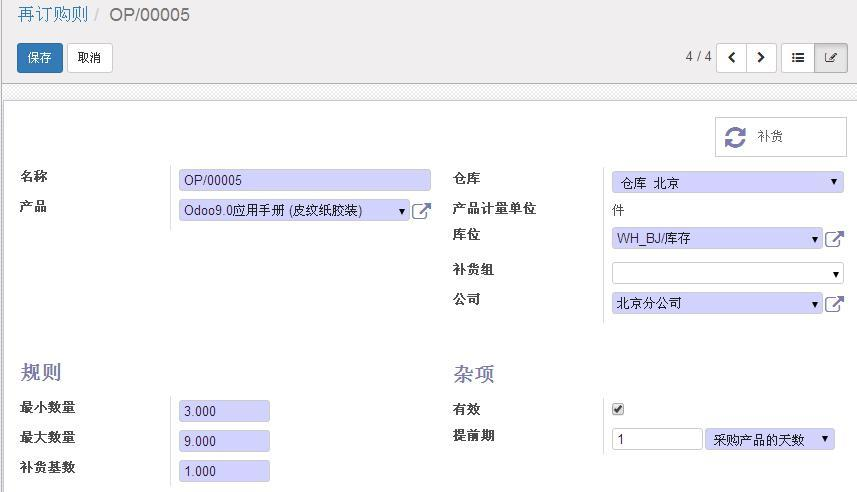 再订购则 / OP/00005
保存 取消 4 / 4
补货
名称 OP/00005
产品 Odoo9.0应用手册 (皮纹纸胶装)
仓库 仓库 北京
产品计量单位 件
库位 WH_BJ/库存
补货组
公司 北京分公司
规则
最小数量 3.000
最大数量 9.000
补货基数 1.000
杂项
有效
提前期 1 采购产品的天数